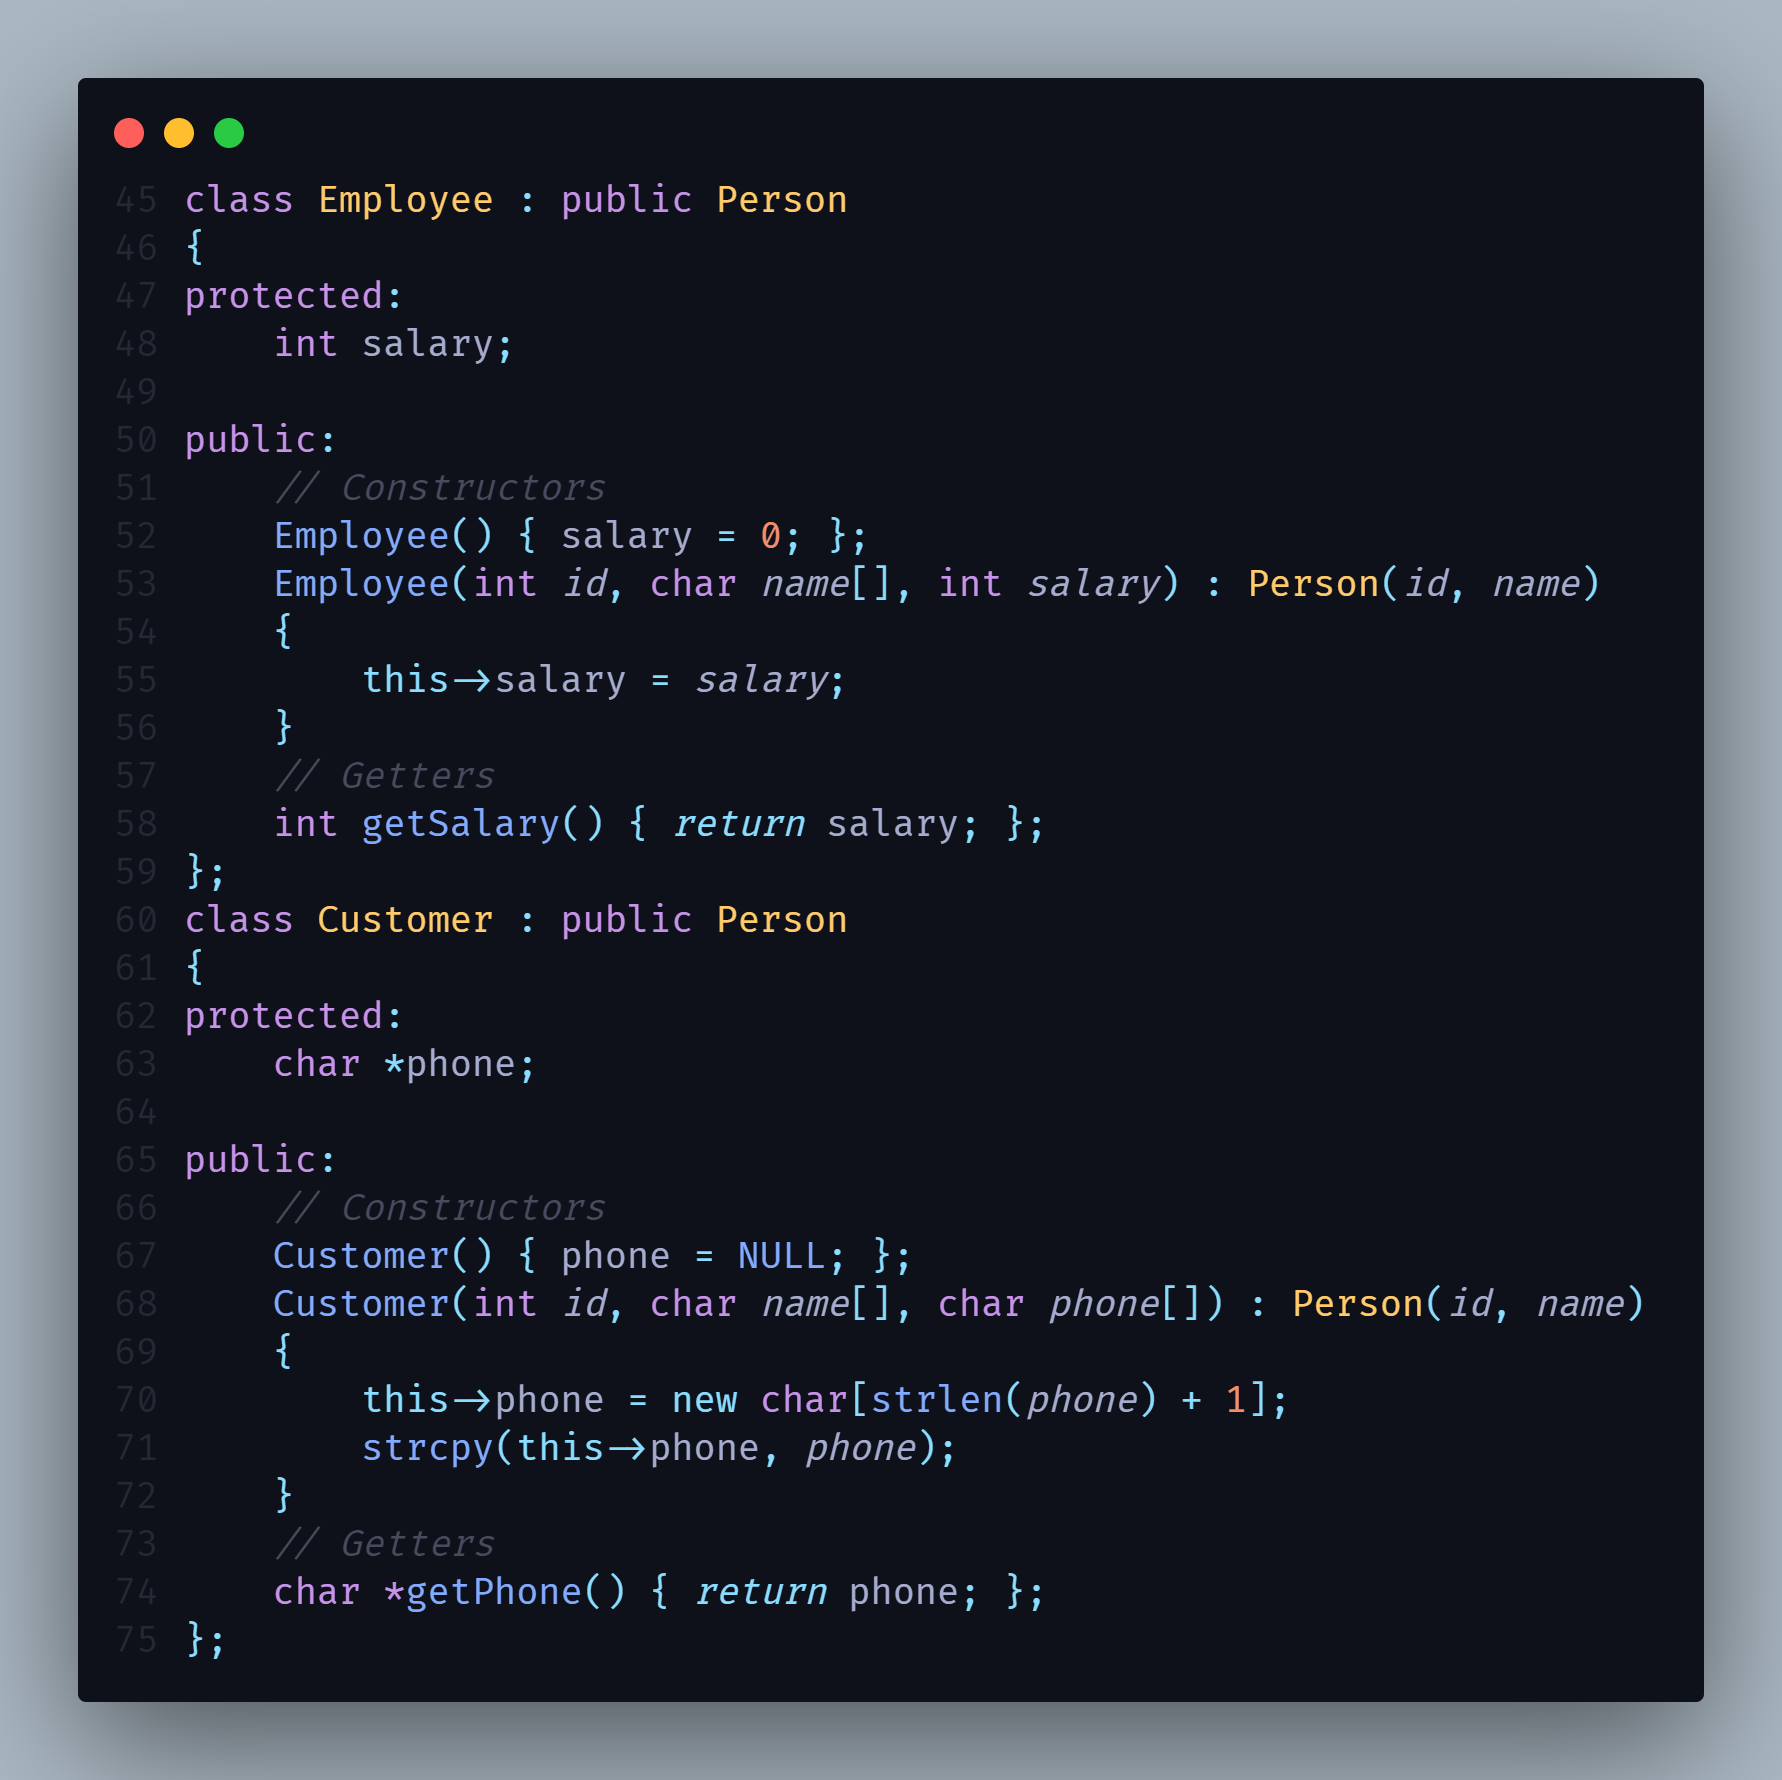 45 class Employee : public Person
46 {
47 protected:
48     int salary;
49
50 public:
51     // Constructors
52     Employee() { salary = 0; };
53     Employee(int id, char name[], int salary) : Person(id, name)
54     {
55         this->salary = salary;
56     }
57     // Getters
58     int getSalary() { return salary; };
59 };
60 class Customer : public Person
61 {
62 protected:
63     char *phone;
64
65 public:
66     // Constructors
67     Customer() { phone = NULL; };
68     Customer(int id, char name[], char phone[]) : Person(id, name)
69     {
70         this->phone = new char[strlen(phone) + 1];
71         strcpy(this->phone, phone);
72     }
73     // Getters
74     char *getPhone() { return phone; };
75 };